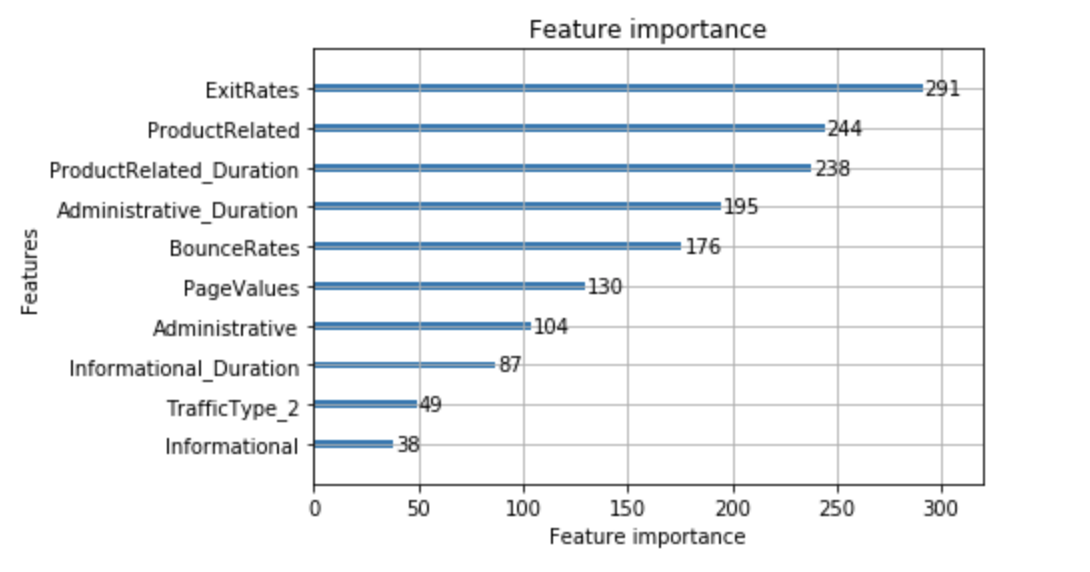 Feature importance
ExitRates 291
ProductRelated 244
ProductRelated_Duration 238
Administrative_Duration 195
BounceRates 176
PageValues 130
Administrative 104
Informational_Duration 87
TrafficType_2 49
Informational 38
Features
0 50 100 150 200 250 300
Feature importance